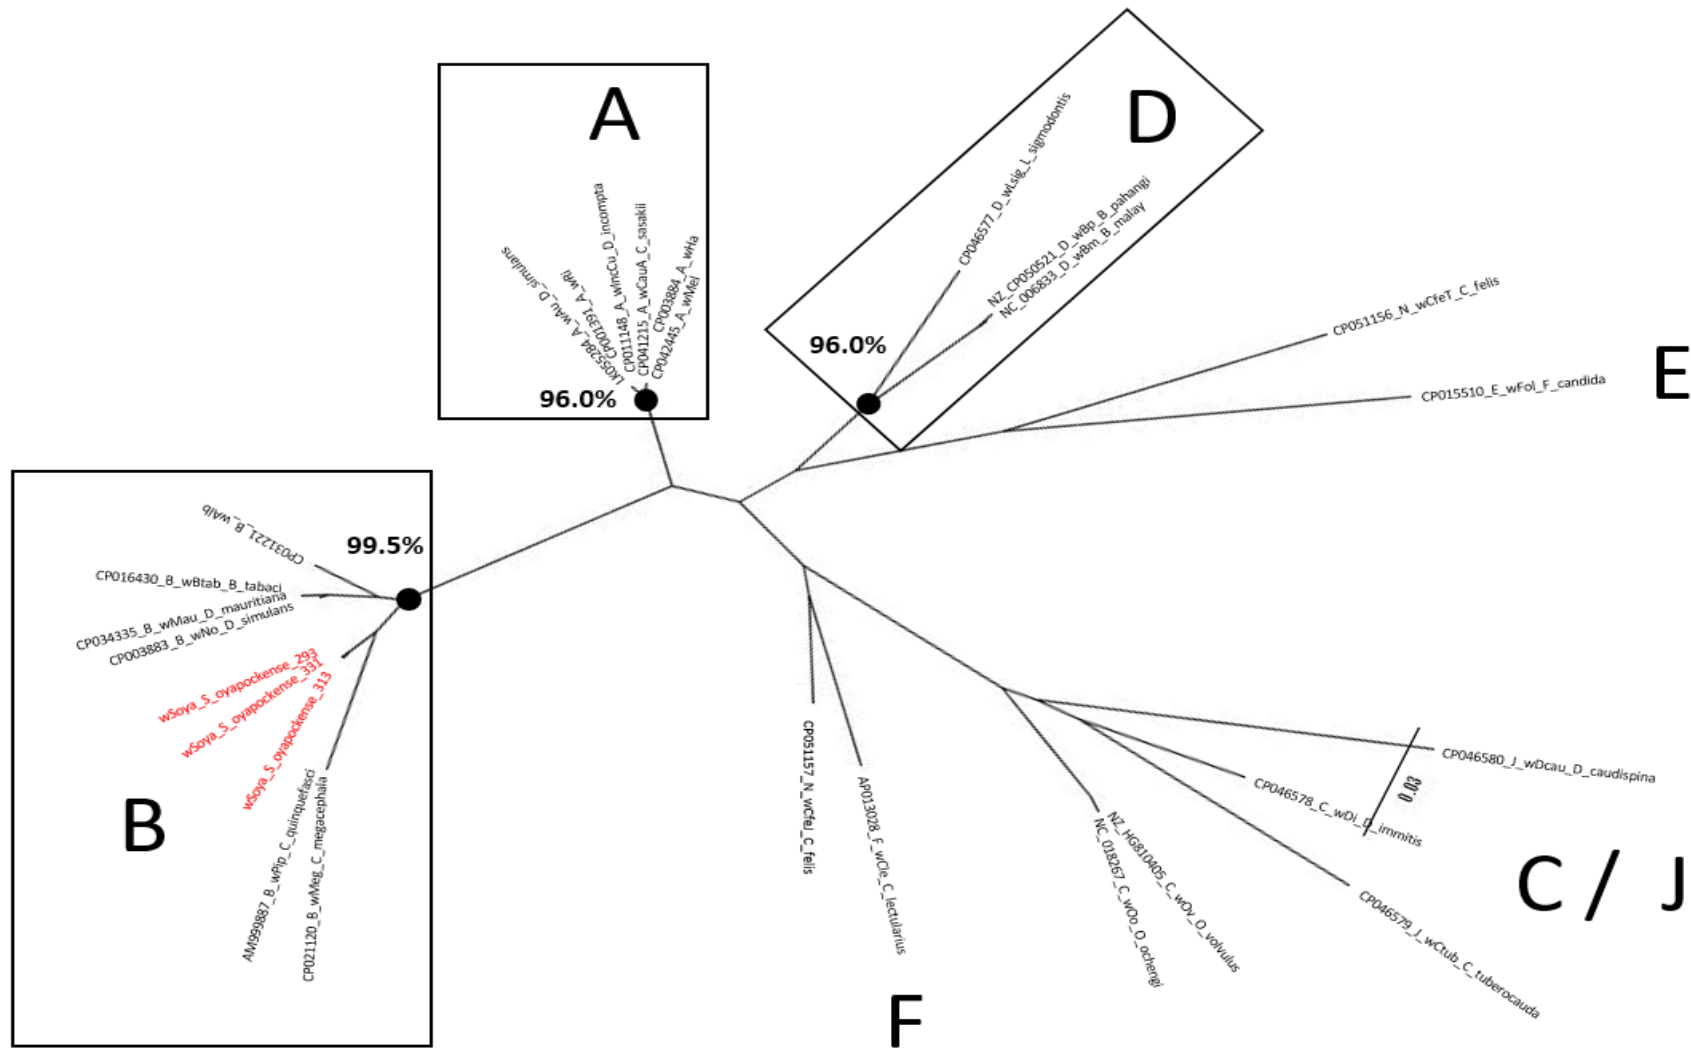 A
D
CP046577_D_wLsig_L_sigmodontis
NZ_CP050521_D_wBp_B_pahangi
NC_006833_D_wBm_B_malay
LK055284_A_wAu_D_simulans
CP001391_A_wRi
CP011148_A_wIncCu_D_incompta
CP041215_A_wCauA_C_sasakii
CP003884_A_wHa
CP042445_A_wMel
96.0%
96.0%
CP051156_N_wCfeT_C_felis
CP015510_E_wFol_F_candida
E
CP031221_B_wAlb
99.5%
CP016430_B_wBtab_B_tabaci
CP034335_B_wMau_D_mauritiana
CP003883_B_wNo_D_simulans
wSoya_S_oyapockense_293
wSoya_S_oyapockense_331
wSoya_S_oyapockense_313
AM999887_B_wPip_C_quinquefasci
CP021120_B_wMeg_C_megacephala
B
CP051157_N_wCfeJ_C_felis
AP013028_F_wCle_C_lectularius
F
NZ_HG810405_C_wOv_O_volvulus
NC_018267_C_wOo_O_ochengi
CP046580_J_wDcau_D_caudispina
CP046578_C_wDi_D_immitis
0.03
CP046579_J_wCtub_C_tuberocauda
C / J